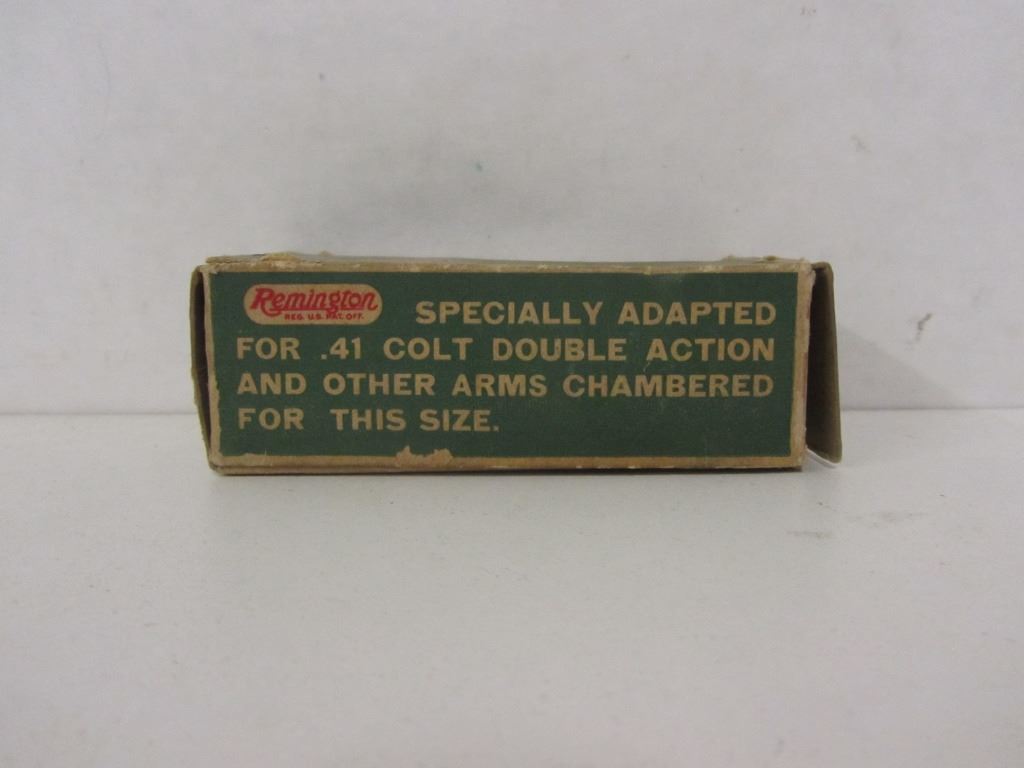 Remington
REG. U.S. PAT. OFF.
SPECIALLY ADAPTED
FOR .41 COLT DOUBLE ACTION
AND OTHER ARMS CHAMBERED
FOR THIS SIZE.